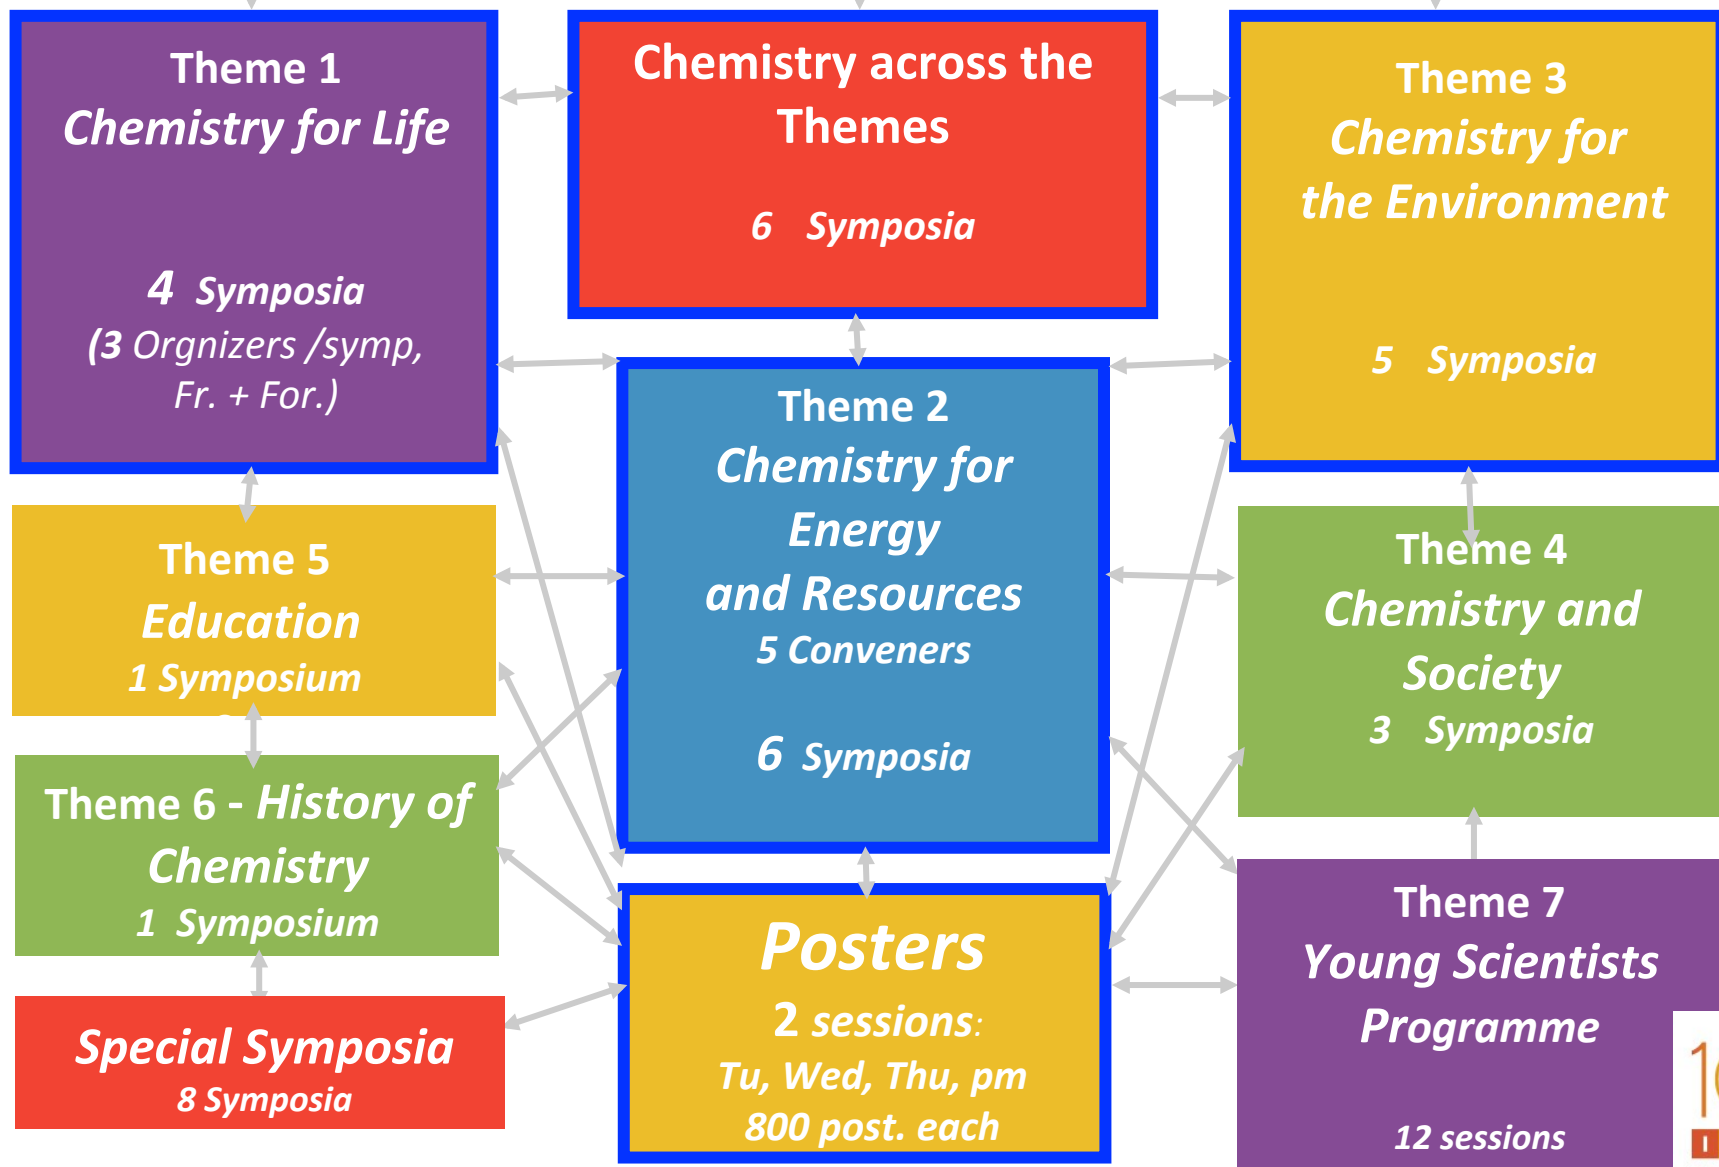 Theme 1
Chemistry for Life
4 Symposia
(3 Orgnizers /symp,
Fr. + For.)
Chemistry across the
Themes
6 Symposia
Theme 3
Chemistry for
the Environment
5 Symposia
Theme 2
Chemistry for
Energy
and Resources
5 Conveners
6 Symposia
Theme 5
Education
1 Symposium
Theme 4
Chemistry and
Society
3 Symposia
Theme 6 - History of
Chemistry
1 Symposium
Special Symposia
8 Symposia
Posters
2 sessions:
Tu, Wed, Thu, pm
800 post. each
Theme 7
Young Scientists
Programme
12 sessions